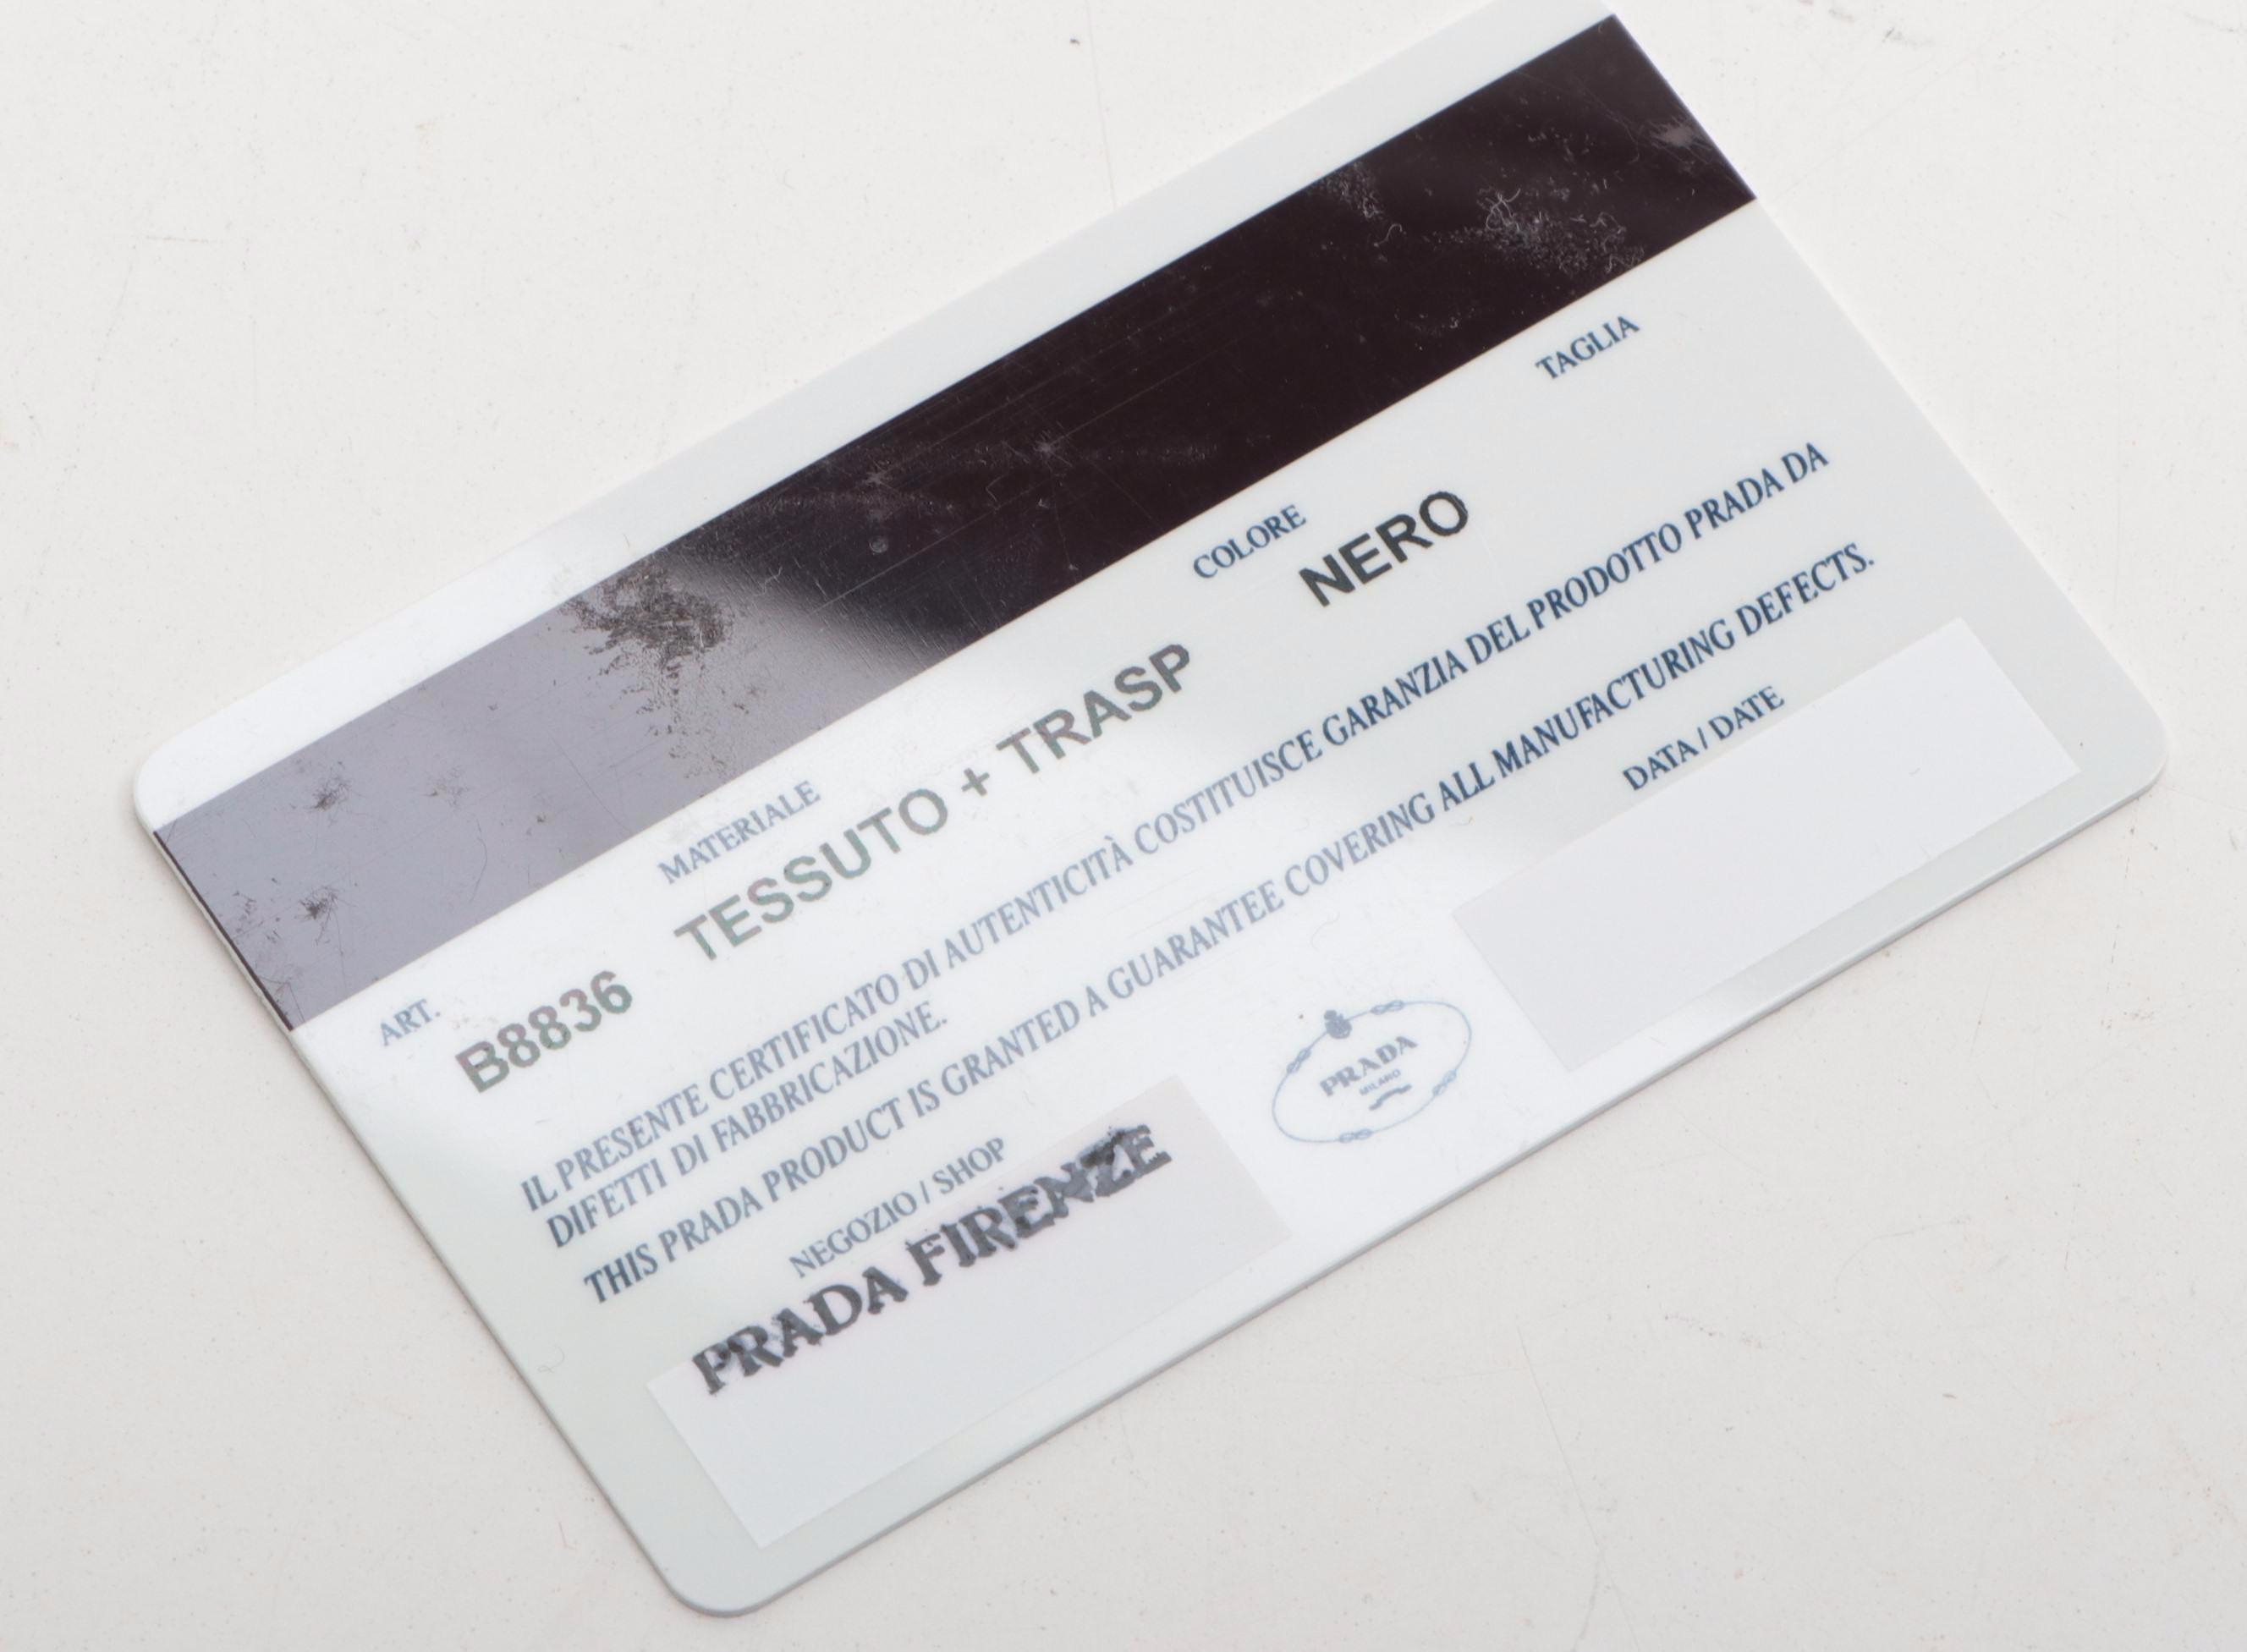 ART. MATERIALE COLORE TAGLIA
B8836 TESSUTO + TRASP NERO
IL PRESENTE CERTIFICATO DI AUTENTICITÀ COSTITUISCE GARANZIA DEL PRODOTTO PRADA DA
DIFETTI DI FABBRICAZIONE.
THIS PRADA PRODUCT IS GRANTED A GUARANTEE COVERING ALL MANUFACTURING DEFECTS.
NEGOZIO / SHOP
PRADA FIRENZE
PRADA
MILANO
DATA / DATE